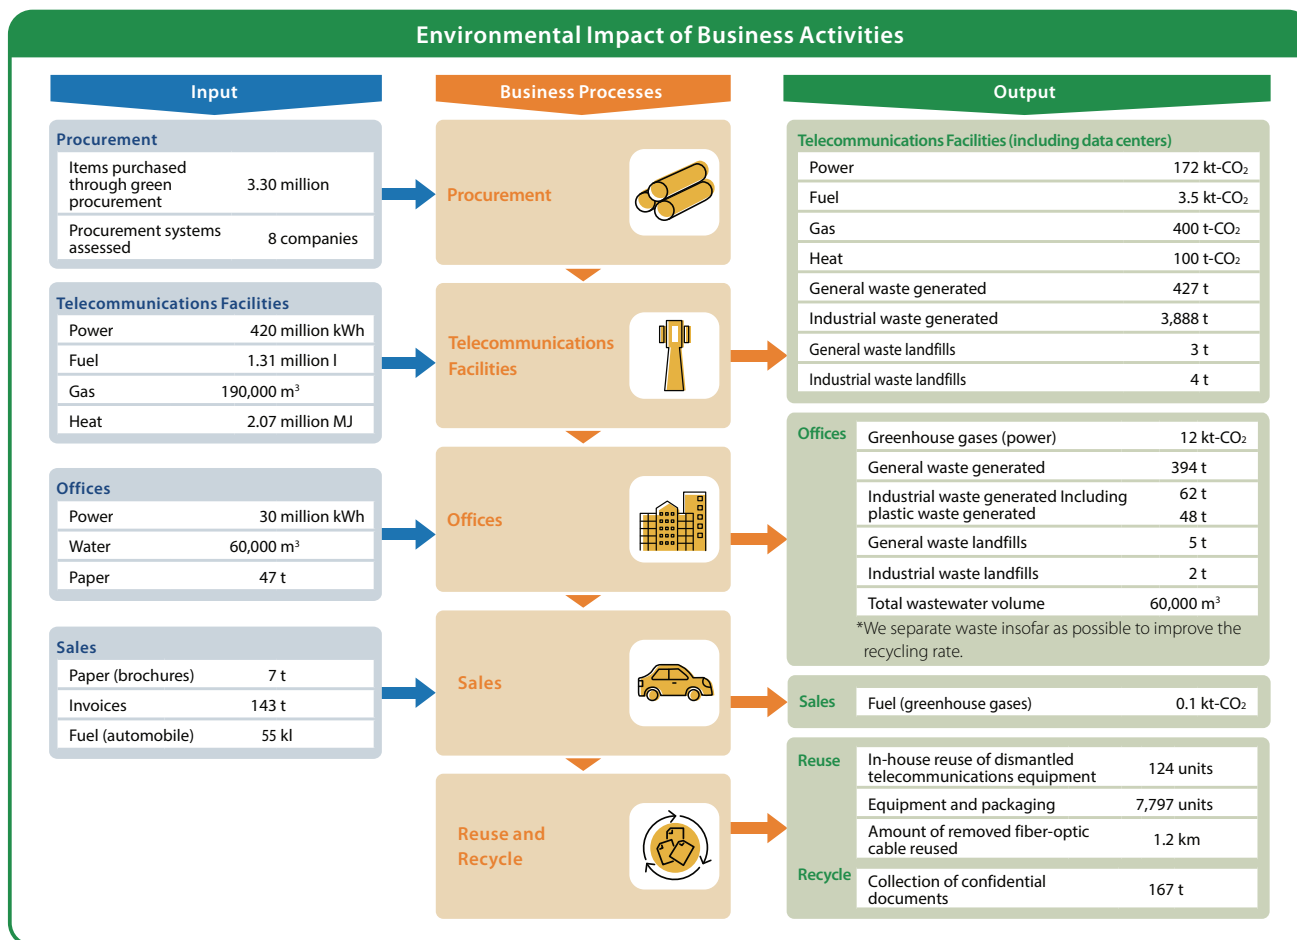 Environmental Impact of Business Activities
Input
Procurement
Items purchased
through green
procurement
3.30 million
Procurement systems
assessed
8 companies
Telecommunications Facilities
Power 420 million kWh
Fuel 1.31 million l
Gas 190,000 m³
Heat 2.07 million MJ
Offices
Power 30 million kWh
Water 60,000 m³
Paper 47 t
Sales
Paper (brochures) 7 t
Invoices 143 t
Fuel (automobile) 55 kl
Business Processes
Procurement
Telecommunications
Facilities
Offices
Sales
Reuse and
Recycle
Output
Telecommunications Facilities (including data centers)
Power 172 kt-CO₂
Fuel 3.5 kt-CO₂
Gas 400 t-CO₂
Heat 100 t-CO₂
General waste generated 427 t
Industrial waste generated 3,888 t
General waste landfills 3 t
Industrial waste landfills 4 t
Offices
Greenhouse gases (power) 12 kt-CO₂
General waste generated 394 t
Industrial waste generated Including 62 t
plastic waste generated 48 t
General waste landfills 5 t
Industrial waste landfills 2 t
Total wastewater volume 60,000 m³
*We separate waste insofar as possible to improve the
recycling rate.
Sales
Fuel (greenhouse gases) 0.1 kt-CO₂
Reuse
In-house reuse of dismantled
telecommunications equipment
124 units
Equipment and packaging 7,797 units
Amount of removed fiber-optic
cable reused
1.2 km
Recycle
Collection of confidential
documents
167 t